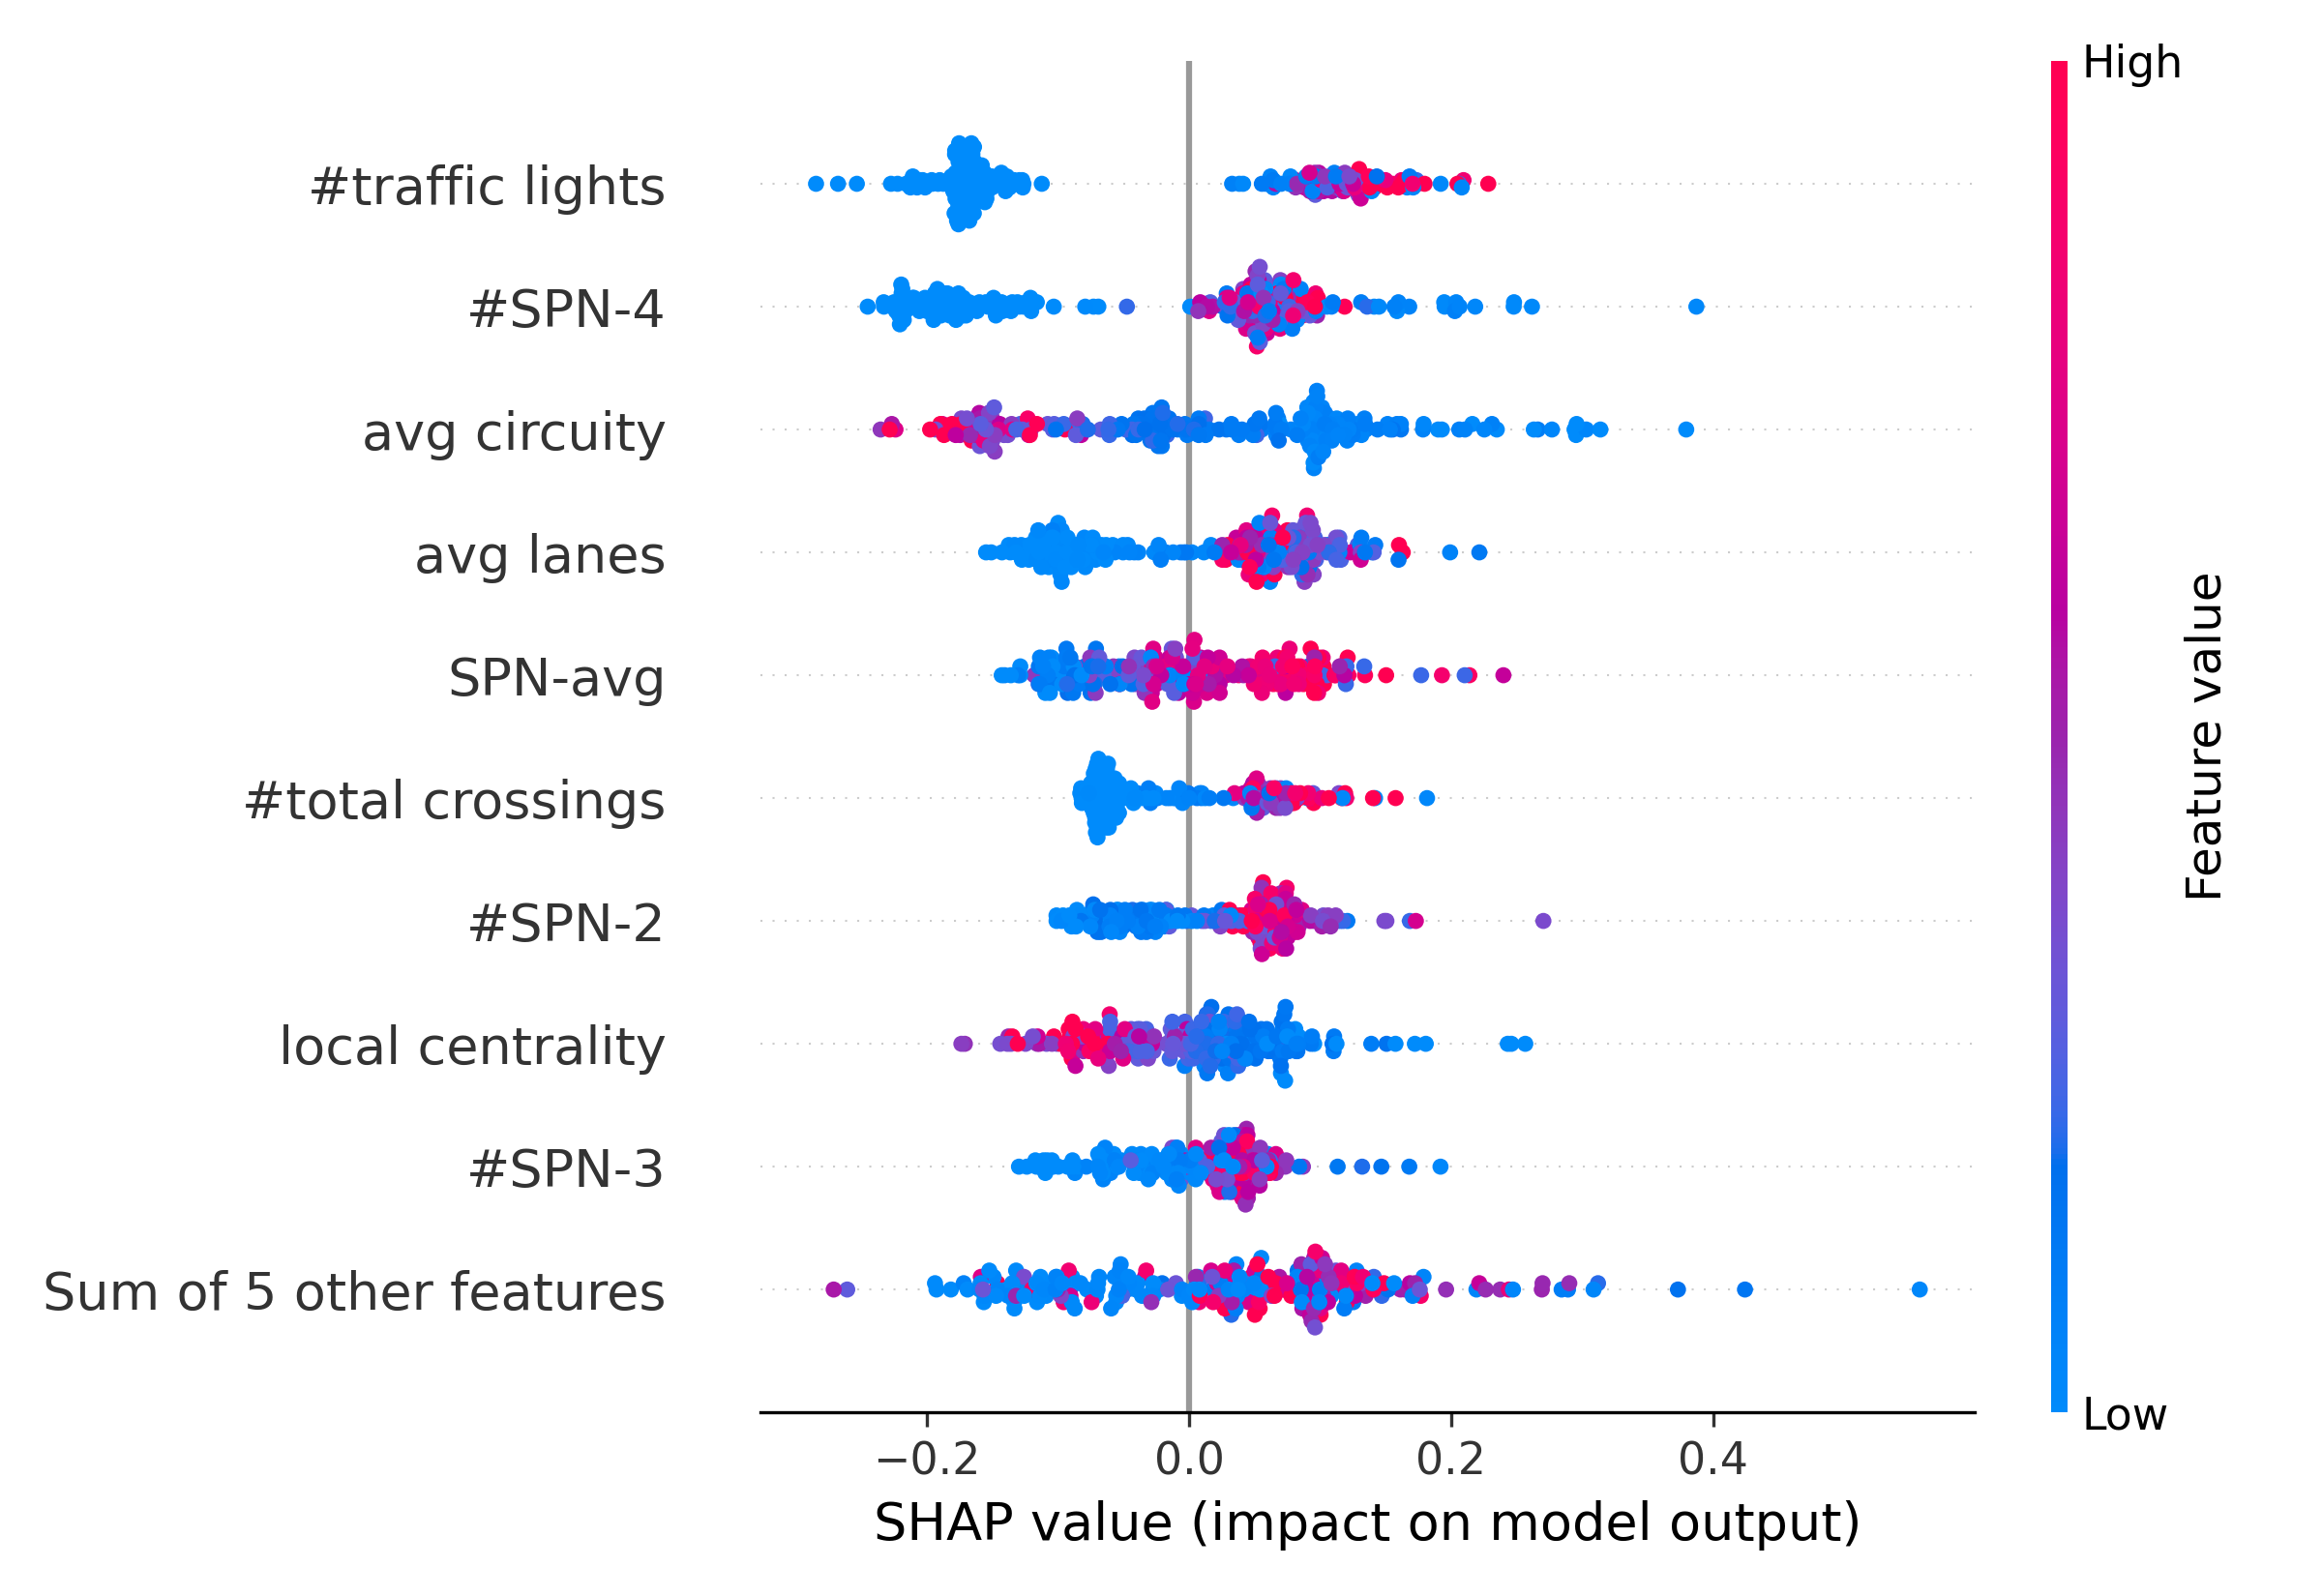 High
#traffic lights
#SPN-4
avg circuity
avg lanes
SPN-avg
#total crossings
#SPN-2
local centrality
#SPN-3
Sum of 5 other features
Feature value
Low
−0.2 0.0 0.2 0.4
SHAP value (impact on model output)